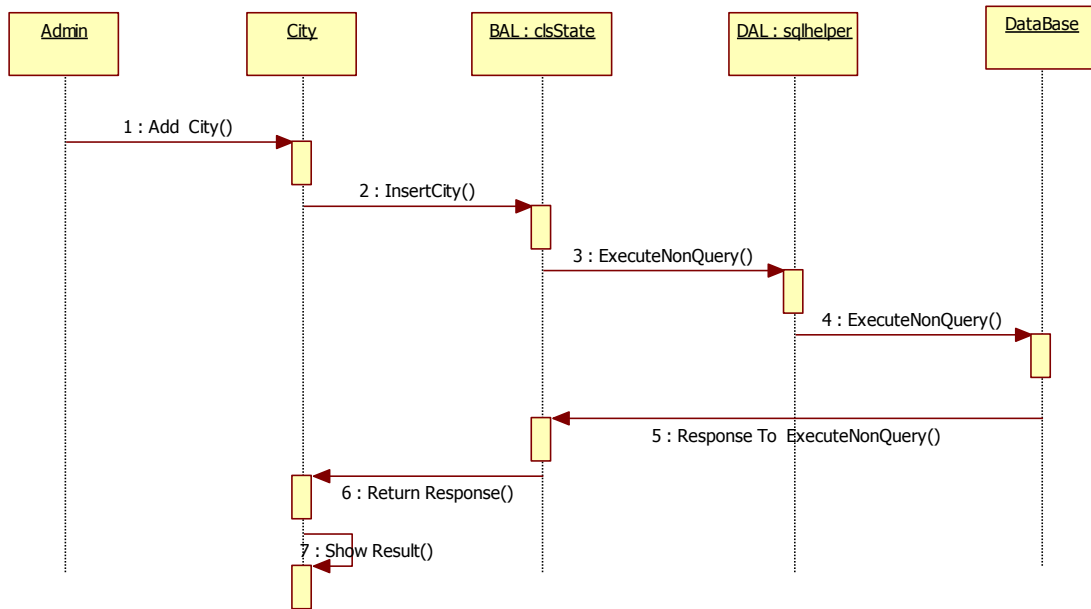 Admin
City
BAL : clsState
DAL : sqlhelper
DataBase
1 : Add City()
2 : InsertCity()
3 : ExecuteNonQuery()
4 : ExecuteNonQuery()
5 : Response To ExecuteNonQuery()
6 : Return Response()
7 : Show Result()